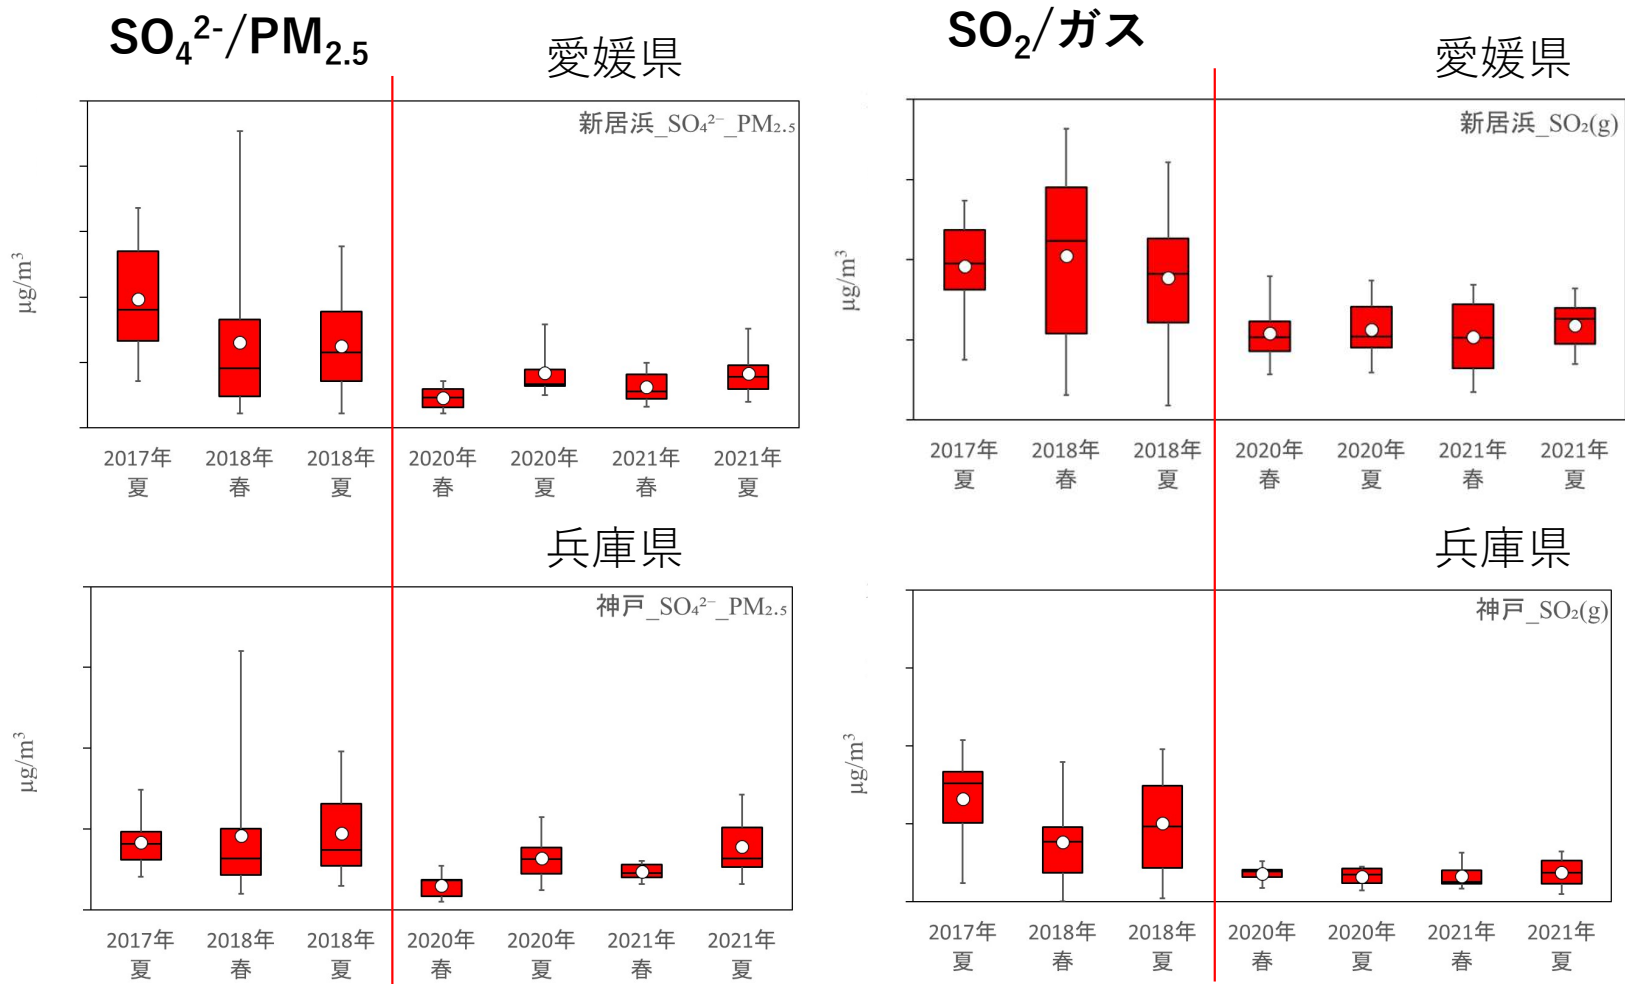 SO₄²⁻/PM₂.₅
愛媛県
新居浜_SO₄²⁻_PM₂.₅
μg/m³
2017年 2018年 2018年 2020年 2020年 2021年 2021年
夏 春 夏 春 夏 春 夏
SO₂/ガス
愛媛県
新居浜_SO₂(g)
μg/m³
2017年 2018年 2018年 2020年 2020年 2021年 2021年
夏 春 夏 春 夏 春 夏
兵庫県
神戸_SO₄²⁻_PM₂.₅
μg/m³
2017年 2018年 2018年 2020年 2020年 2021年 2021年
夏 春 夏 春 夏 春 夏
兵庫県
神戸_SO₂(g)
μg/m³
2017年 2018年 2018年 2020年 2020年 2021年 2021年
夏 春 夏 春 夏 春 夏